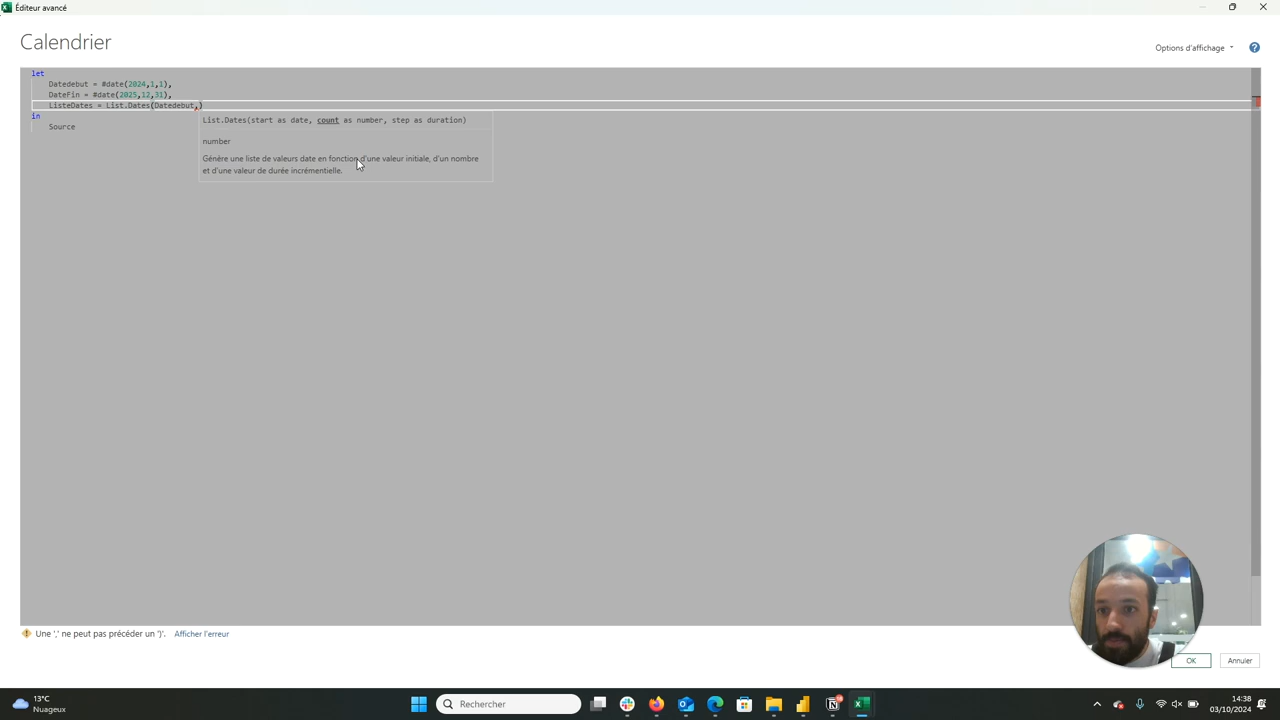 Éditeur avancé
Calendrier
Options d'affichage
?
let
Datedebut = #date(2024,1,1),
DateFin = #date(2025,12,31),
ListeDates = List.Dates(Datedebut,)
in
Source
List.Dates(start as date, count as number, step as duration)
number
Génère une liste de valeurs date en fonction d'une valeur initiale, d'un nombre
et d'une valeur de durée incrémentielle.
Une ',' ne peut pas précéder un ')'. Afficher l'erreur
OK
Annuler
13°C
Nuageux
Rechercher
14:38
03/10/2024